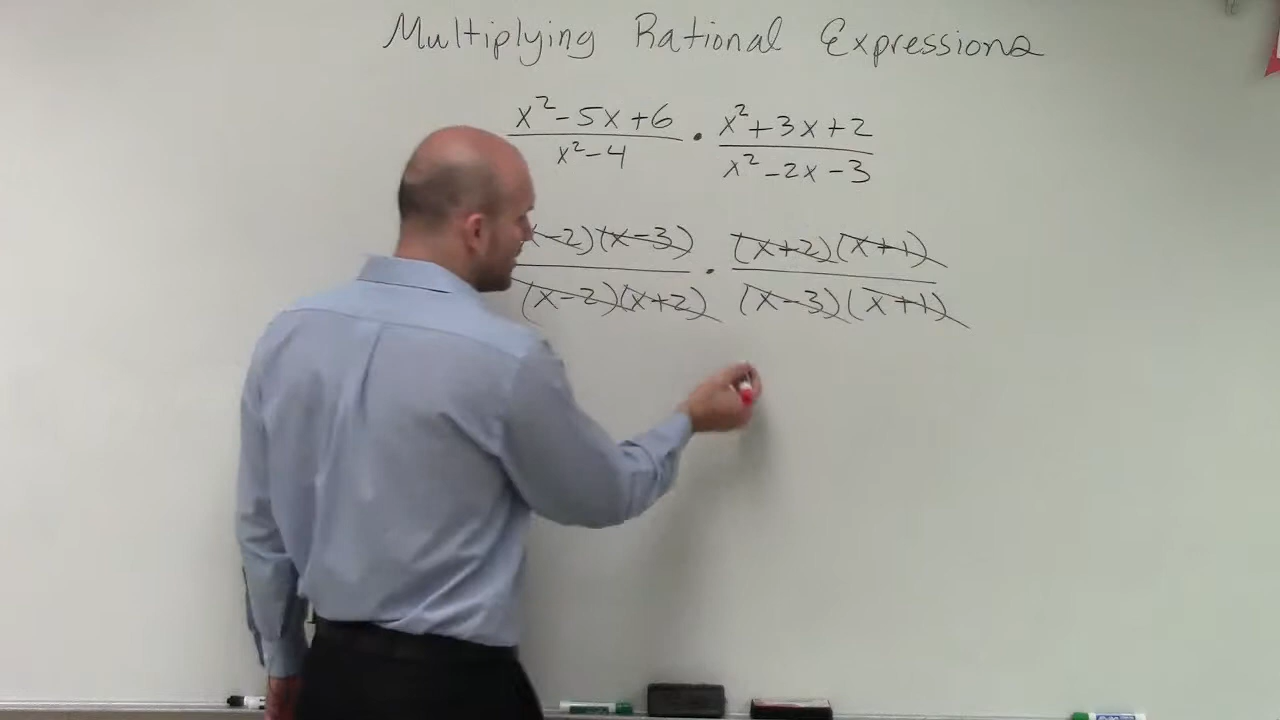 Multiplying Rational Expressions
x²-5x+6 / x²-4 · x²+3x+2 / x²-2x-3
x-2)(x-3) / (x-2)(x+2) · (x+2)(x+1) / (x-3)(x+1)